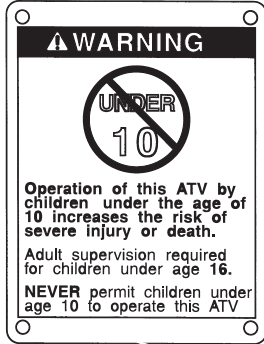 WARNING
UNDER
10
Operation of this ATV by
children under the age of
10 increases the risk of
severe injury or death.
Adult supervision required
for children under age 16.
NEVER permit children under
age 10 to operate this ATV